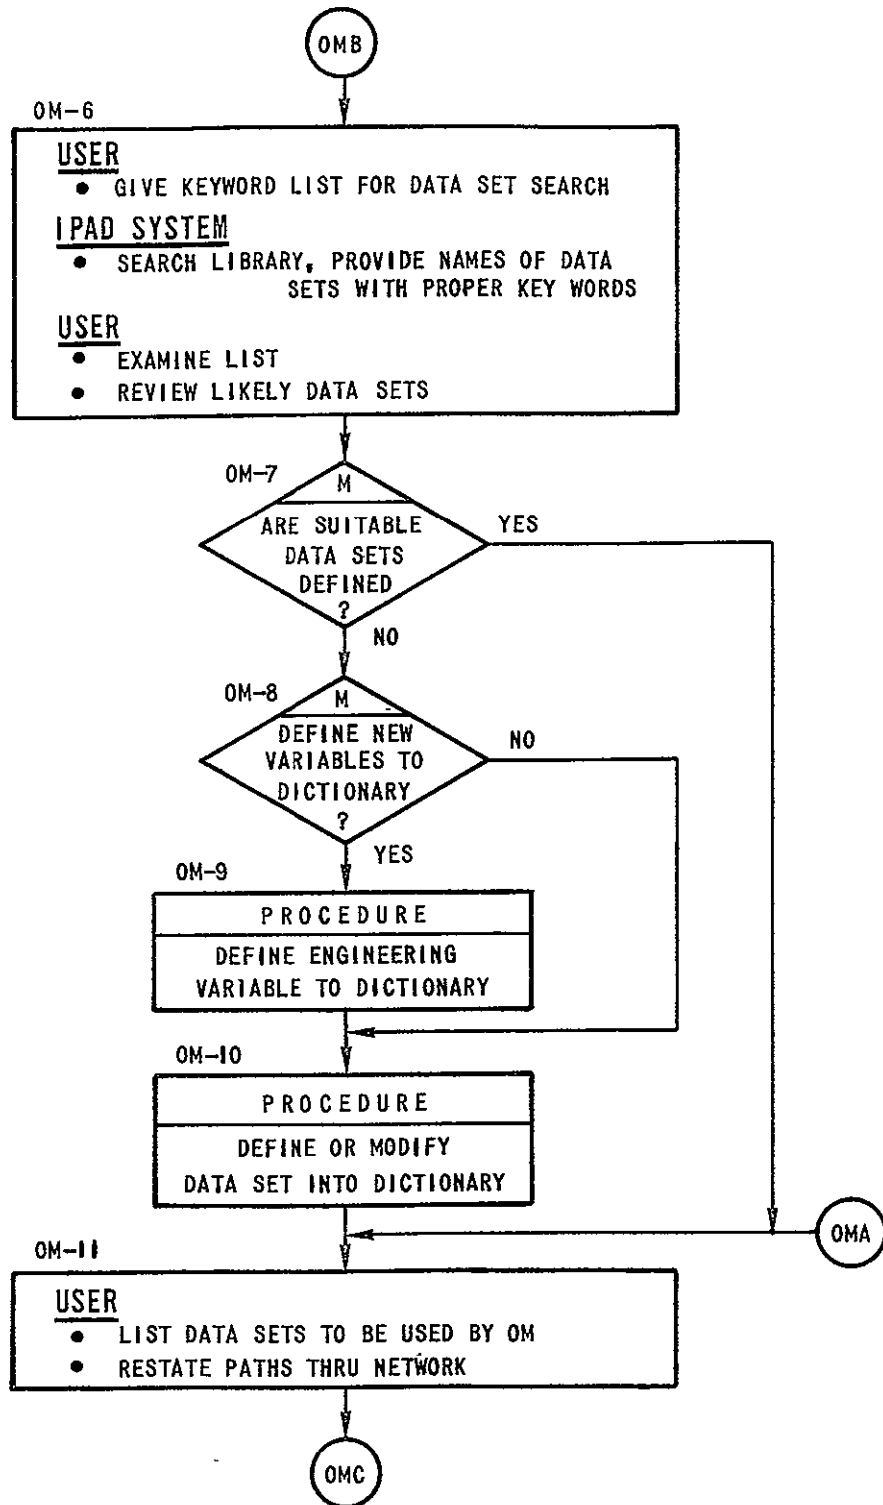 OMB
OM-6
USER
• GIVE KEYWORD LIST FOR DATA SET SEARCH
IPAD SYSTEM
• SEARCH LIBRARY, PROVIDE NAMES OF DATA
SETS WITH PROPER KEY WORDS
USER
• EXAMINE LIST
• REVIEW LIKELY DATA SETS
OM-7
M
ARE SUITABLE
DATA SETS
DEFINED
?
YES
NO
OM-8
M
DEFINE NEW
VARIABLES TO
DICTIONARY
?
NO
YES
OM-9
PROCEDURE
DEFINE ENGINEERING
VARIABLE TO DICTIONARY
OM-10
PROCEDURE
DEFINE OR MODIFY
DATA SET INTO DICTIONARY
OMA
OM-11
USER
• LIST DATA SETS TO BE USED BY OM
• RESTATE PATHS THRU NETWORK
OMC